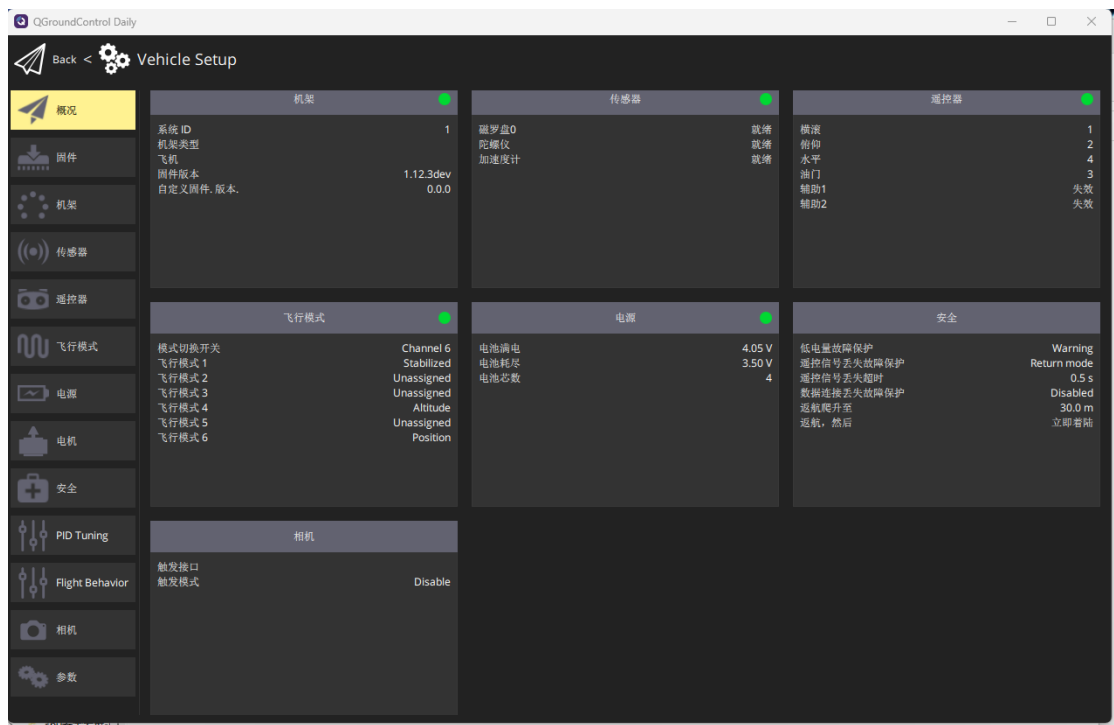 QGroundControl Daily
Back < Vehicle Setup
概况
固件
机架
传感器
遥控器
飞行模式
电源
电机
安全
PID Tuning
Flight Behavior
相机
参数
机架
系统 ID 1
机架类型
飞机
固件版本 1.12.3dev
自定义固件. 版本. 0.0.0
传感器
磁罗盘0 就绪
陀螺仪 就绪
加速度计 就绪
遥控器
横滚 1
俯仰 2
水平 4
油门 3
辅助1 失效
辅助2 失效
飞行模式
模式切换开关 Channel 6
飞行模式 1 Stabilized
飞行模式 2 Unassigned
飞行模式 3 Unassigned
飞行模式 4 Altitude
飞行模式 5 Unassigned
飞行模式 6 Position
电源
电池满电 4.05 V
电池耗尽 3.50 V
电池芯数 4
安全
低电量故障保护 Warning
遥控信号丢失故障保护 Return mode
遥控信号丢失超时 0.5 s
数据连接丢失故障保护 Disabled
返航爬升至 30.0 m
返航，然后 立即着陆
相机
触发接口
触发模式 Disable